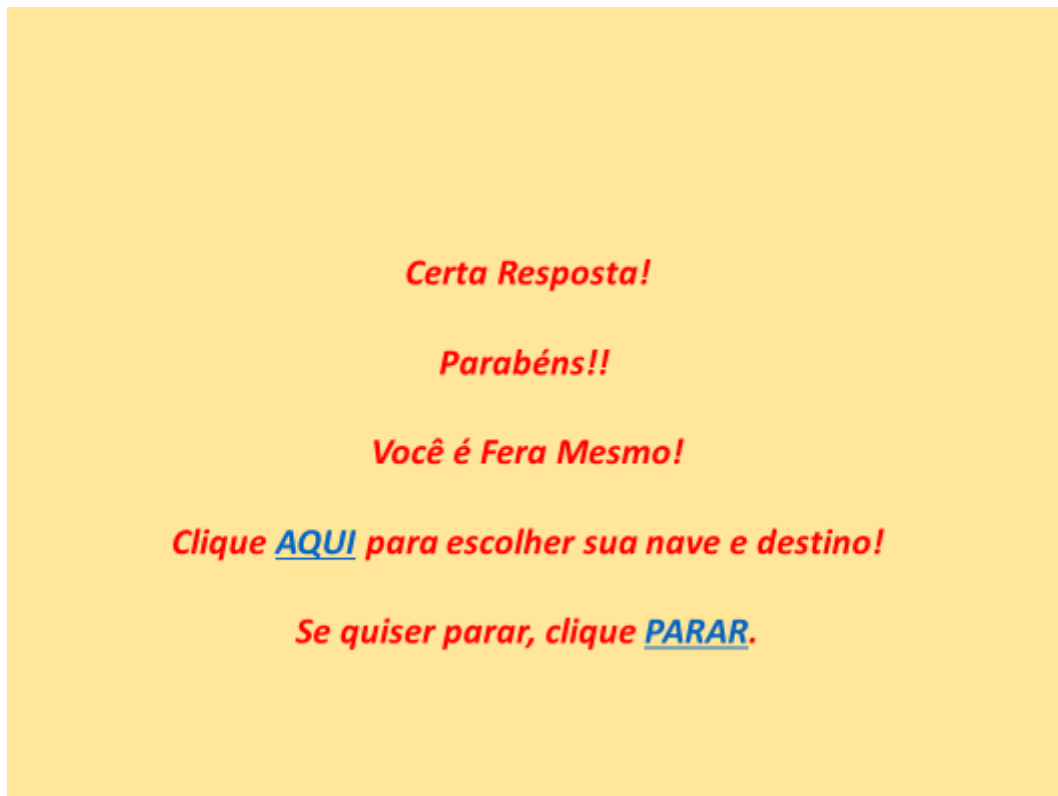 Certa Resposta!
Parabéns!!
Você é Fera Mesmo!
Clique AQUI para escolher sua nave e destino!
Se quiser parar, clique PARAR.